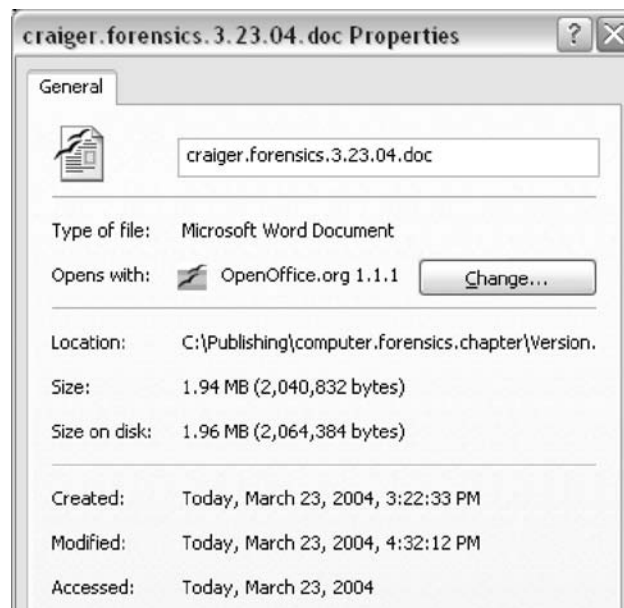 craiger.forensics.3.23.04.doc Properties
General
craiger.forensics.3.23.04.doc
Type of file: Microsoft Word Document
Opens with: OpenOffice.org 1.1.1 Change...
Location: C:\Publishing\computer.forensics.chapter\Version.
Size: 1.94 MB (2,040,832 bytes)
Size on disk: 1.96 MB (2,064,384 bytes)
Created: Today, March 23, 2004, 3:22:33 PM
Modified: Today, March 23, 2004, 4:32:12 PM
Accessed: Today, March 23, 2004